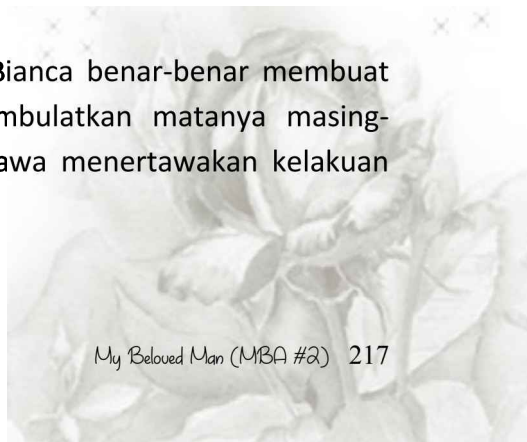 Bianca benar-benar membuat
mbulatkan matanya masing-
awa menertawakan kelakuan
My Beloved Man (MBA #2) 217